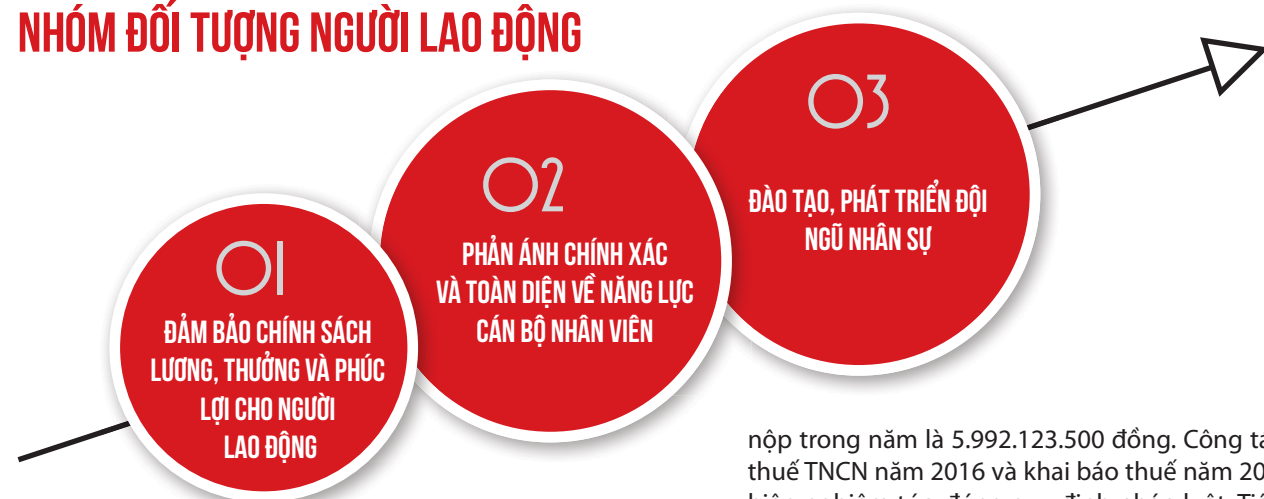 NHÓM ĐỐI TƯỢNG NGƯỜI LAO ĐỘNG
01
ĐẢM BẢO CHÍNH SÁCH
LƯƠNG, THƯỞNG VÀ PHÚC
LỢI CHO NGƯỜI
LAO ĐỘNG
02
PHẢN ÁNH CHÍNH XÁC
VÀ TOÀN DIỆN VỀ NĂNG LỰC
CÁN BỘ NHÂN VIÊN
03
ĐÀO TẠO, PHÁT TRIỂN ĐỘI
NGŨ NHÂN SỰ
nộp trong năm là 5.992.123.500 đồng. Công
thuế TNCN năm 2016 và khai báo thuế năm